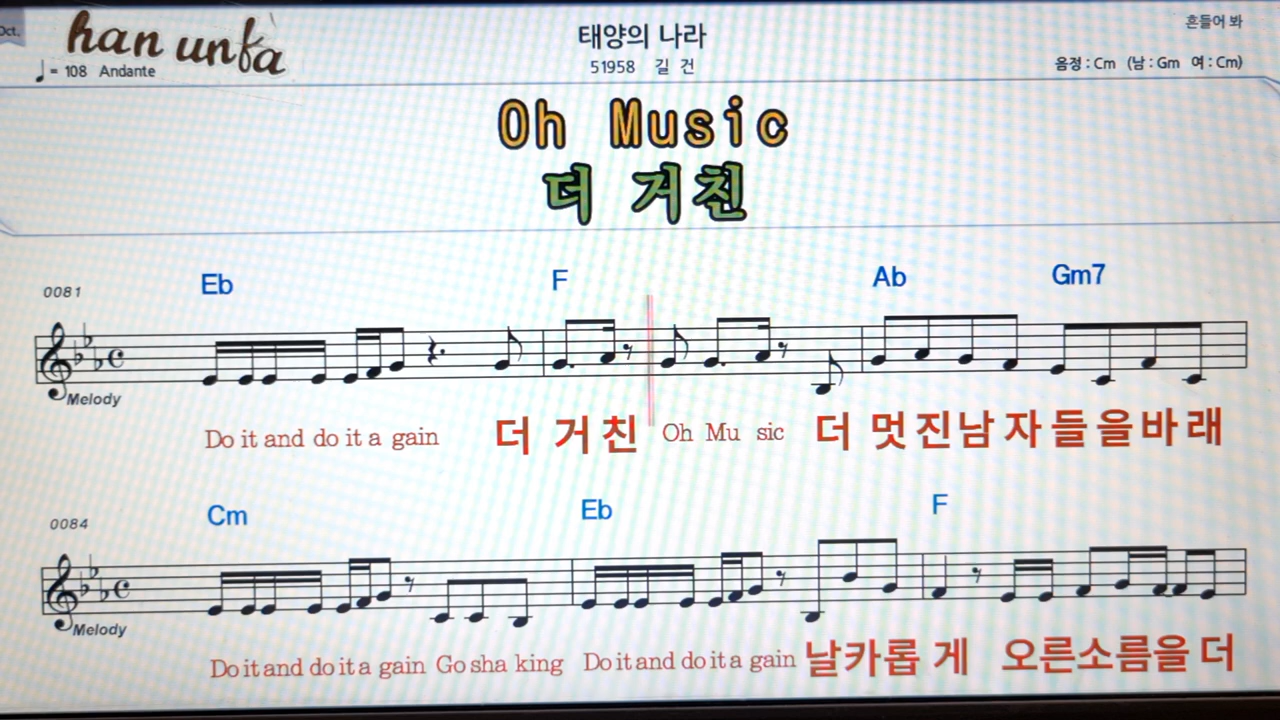 Oct.
han unfa
태양의 나라
흔들어 봐
♩= 108 Andante
51958 길 건
음정 : Cm (남 : Gm 여 : Cm)
Oh Music
더 거친
0081 Eb F Ab Gm7
Melody
Do it and do it a gain 더 거친 Oh Mu sic 더 멋진남자들을바래
0084 Cm Eb F
Melody
Do it and do it a gain Go sha king Do it and do it a gain 날카롭게 오른소름을더